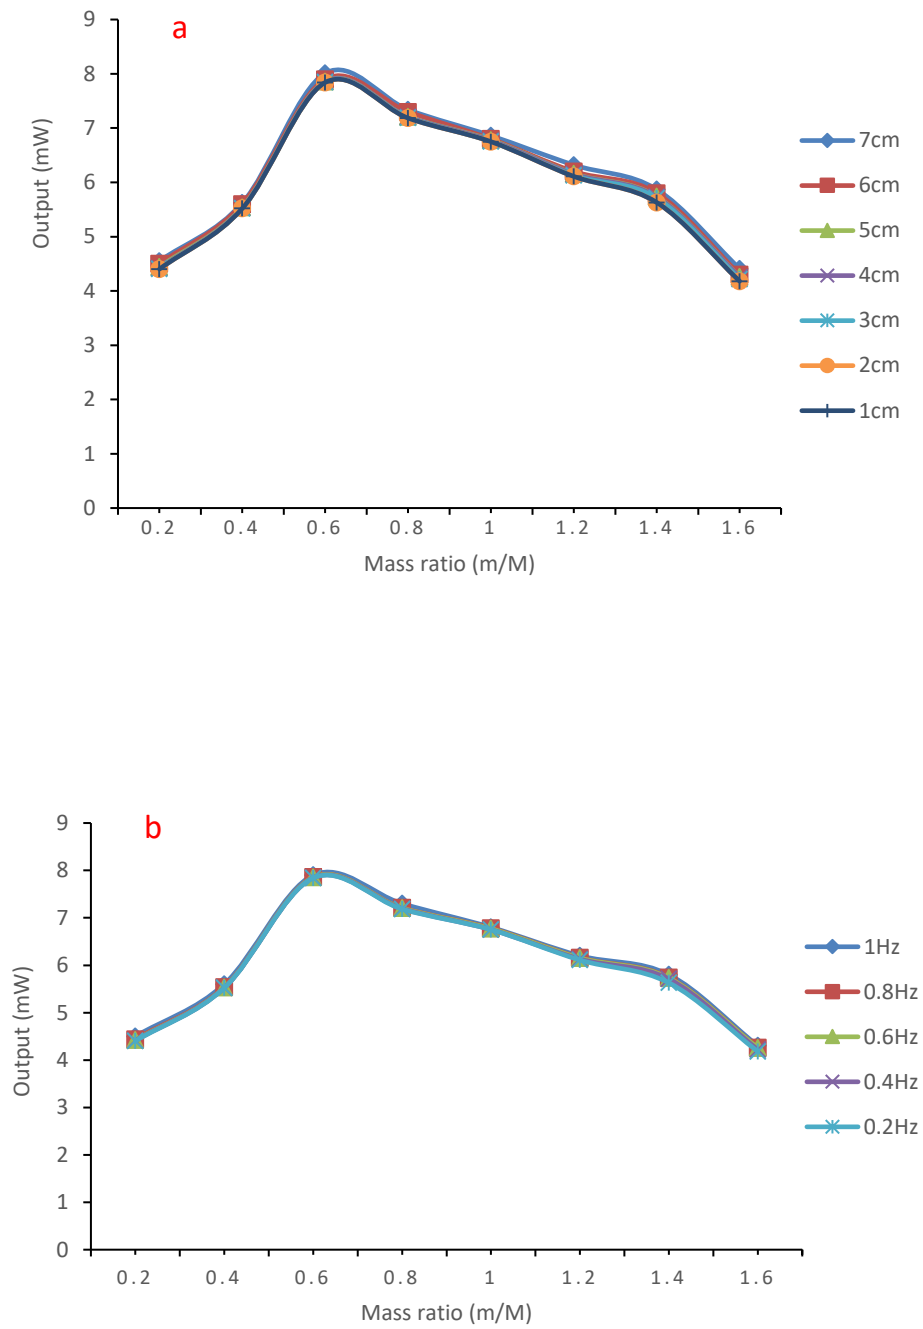 a
9
8
7
6
5
4
3
2
1
0
Output (mW)
0.2 0.4 0.6 0.8 1 1.2 1.4 1.6
Mass ratio (m/M)
7cm
6cm
5cm
4cm
3cm
2cm
1cm
b
9
8
7
6
5
4
3
2
1
0
Output (mW)
0.2 0.4 0.6 0.8 1 1.2 1.4 1.6
Mass ratio (m/M)
1Hz
0.8Hz
0.6Hz
0.4Hz
0.2Hz